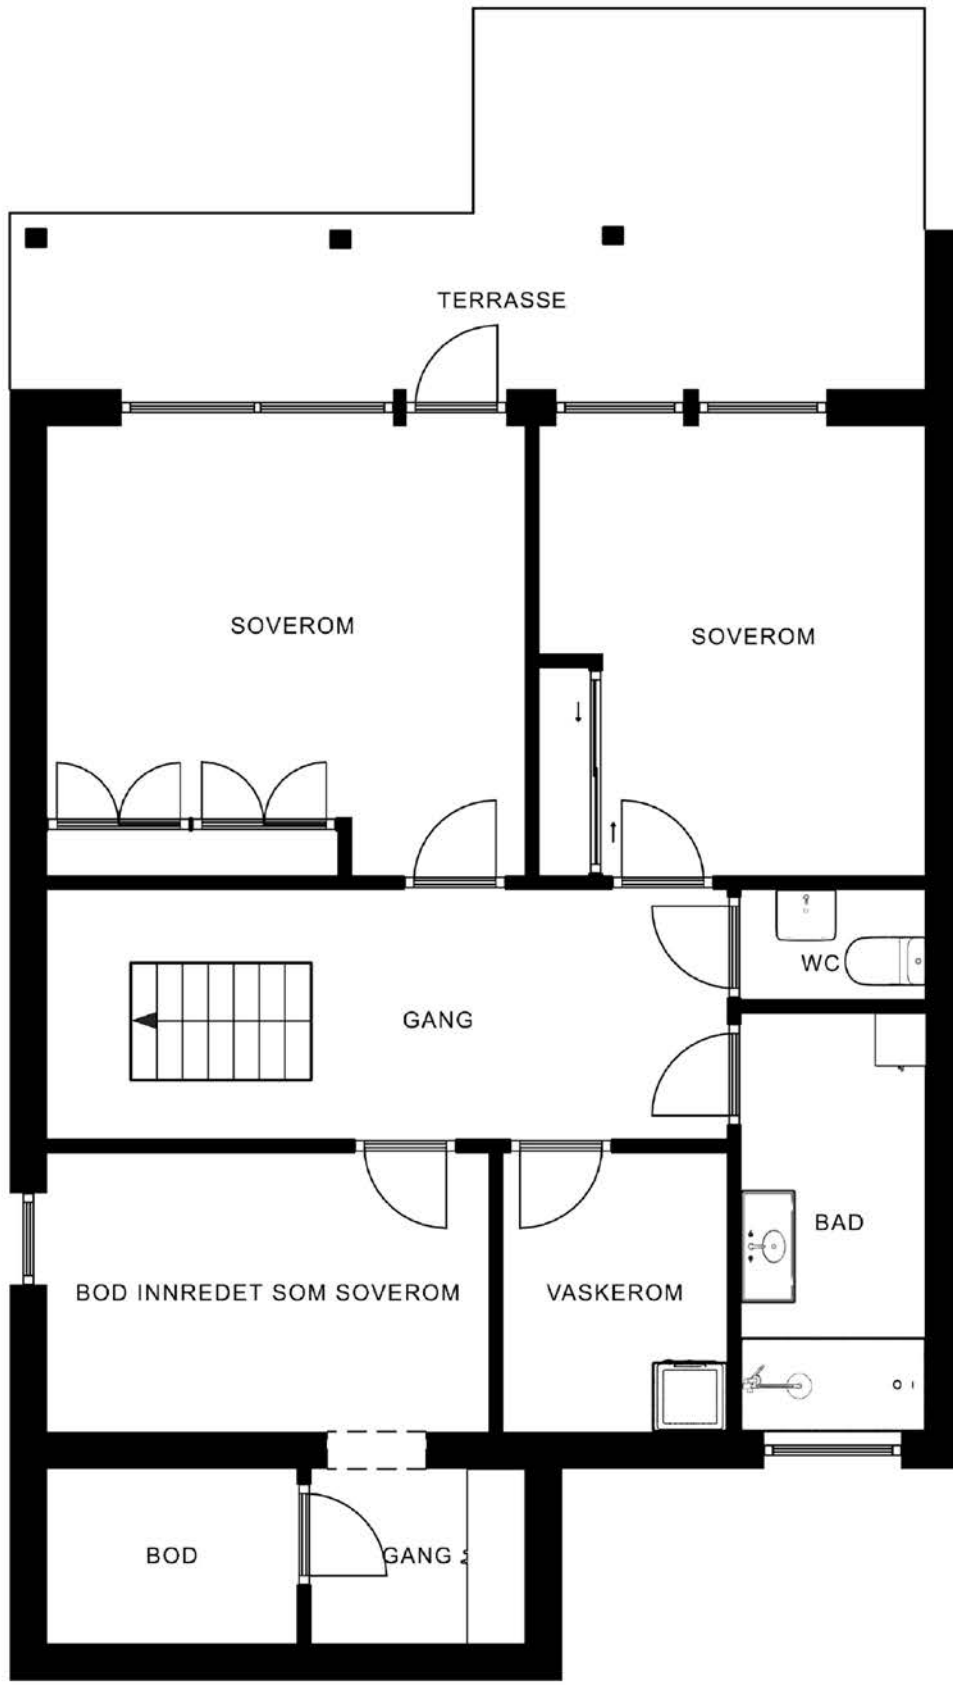 TERRASSE
SOVEROM
SOVEROM
WC
GANG
BAD
BOD INNREDET SOM SOVEROM
VASKEROM
BOD
GANG